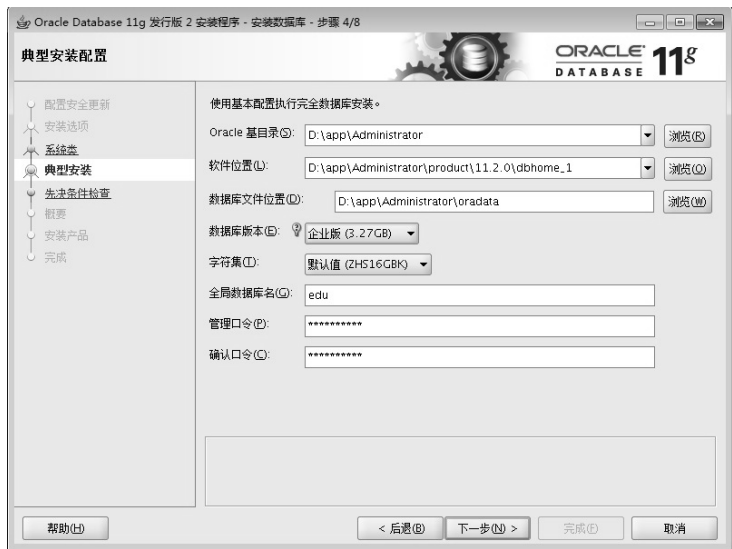 Oracle Database 11g 发行版 2 安装程序 - 安装数据库 - 步骤 4/8
典型安装配置
ORACLE 11g
DATABASE
配置安全更新
安装选项
系统类
典型安装
先决条件检查
概要
安装产品
完成
使用基本配置执行完全数据库安装。
Oracle 基目录(S): D:\app\Administrator 浏览(R)
软件位置(L): D:\app\Administrator\product\11.2.0\dbhome_1 浏览(O)
数据库文件位置(D): D:\app\Administrator\oradata 浏览(W)
数据库版本(E): 企业版 (3.27GB)
字符集(T): 默认值 (ZHS16GBK)
全局数据库名(G): edu
管理口令(P): **********
确认口令(C): **********
帮助(H) < 后退(B) 下一步(N) > 完成(F) 取消